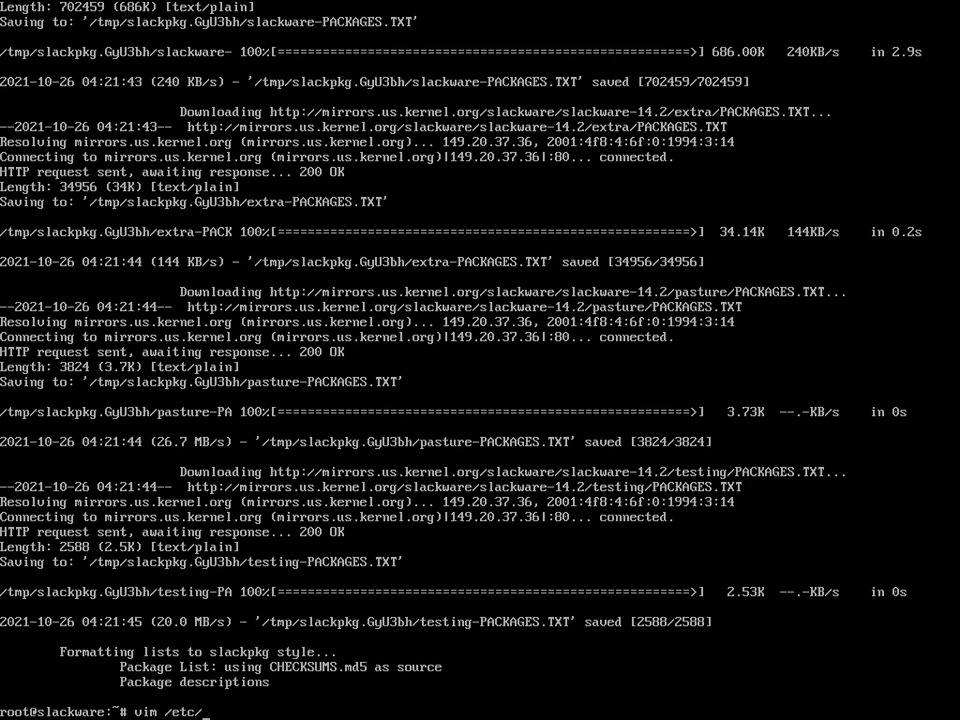 Length: 702459 (686K) [text/plain]
Saving to: '/tmp/slackpkg.GyU3bh/slackware-PACKAGES.TXT'
/tmp/slackpkg.GyU3bh/slackware- 100%[=======================================================>] 686.00K 240KB/s in 2.9s
2021-10-26 04:21:43 (240 KB/s) - '/tmp/slackpkg.GyU3bh/slackware-PACKAGES.TXT' saved [702459/702459]
Downloading http://mirrors.us.kernel.org/slackware/slackware-14.2/extra/PACKAGES.TXT...
--2021-10-26 04:21:43-- http://mirrors.us.kernel.org/slackware/slackware-14.2/extra/PACKAGES.TXT
Resolving mirrors.us.kernel.org (mirrors.us.kernel.org)... 149.20.37.36, 2001:4f8:4:6f:0:1994:3:14
Connecting to mirrors.us.kernel.org (mirrors.us.kernel.org)|149.20.37.36|:80... connected.
HTTP request sent, awaiting response... 200 OK
Length: 34956 (34K) [text/plain]
Saving to: '/tmp/slackpkg.GyU3bh/extra-PACKAGES.TXT'
/tmp/slackpkg.GyU3bh/extra-PACK 100%[=======================================================>] 34.14K 144KB/s in 0.2s
2021-10-26 04:21:44 (144 KB/s) - '/tmp/slackpkg.GyU3bh/extra-PACKAGES.TXT' saved [34956/34956]
Downloading http://mirrors.us.kernel.org/slackware/slackware-14.2/pasture/PACKAGES.TXT...
--2021-10-26 04:21:44-- http://mirrors.us.kernel.org/slackware/slackware-14.2/pasture/PACKAGES.TXT
Resolving mirrors.us.kernel.org (mirrors.us.kernel.org)... 149.20.37.36, 2001:4f8:4:6f:0:1994:3:14
Connecting to mirrors.us.kernel.org (mirrors.us.kernel.org)|149.20.37.36|:80... connected.
HTTP request sent, awaiting response... 200 OK
Length: 3824 (3.7K) [text/plain]
Saving to: '/tmp/slackpkg.GyU3bh/pasture-PACKAGES.TXT'
/tmp/slackpkg.GyU3bh/pasture-PA 100%[=======================================================>] 3.73K --.-KB/s in 0s
2021-10-26 04:21:44 (26.7 MB/s) - '/tmp/slackpkg.GyU3bh/pasture-PACKAGES.TXT' saved [3824/3824]
Downloading http://mirrors.us.kernel.org/slackware/slackware-14.2/testing/PACKAGES.TXT...
--2021-10-26 04:21:44-- http://mirrors.us.kernel.org/slackware/slackware-14.2/testing/PACKAGES.TXT
Resolving mirrors.us.kernel.org (mirrors.us.kernel.org)... 149.20.37.36, 2001:4f8:4:6f:0:1994:3:14
Connecting to mirrors.us.kernel.org (mirrors.us.kernel.org)|149.20.37.36|:80... connected.
HTTP request sent, awaiting response... 200 OK
Length: 2588 (2.5K) [text/plain]
Saving to: '/tmp/slackpkg.GyU3bh/testing-PACKAGES.TXT'
/tmp/slackpkg.GyU3bh/testing-PA 100%[=======================================================>] 2.53K --.-KB/s in 0s
2021-10-26 04:21:45 (20.0 MB/s) - '/tmp/slackpkg.GyU3bh/testing-PACKAGES.TXT' saved [2588/2588]
Formatting lists to slackpkg style...
Package List: using CHECKSUMS.md5 as source
Package descriptions
root@slackware:~# vim /etc/_